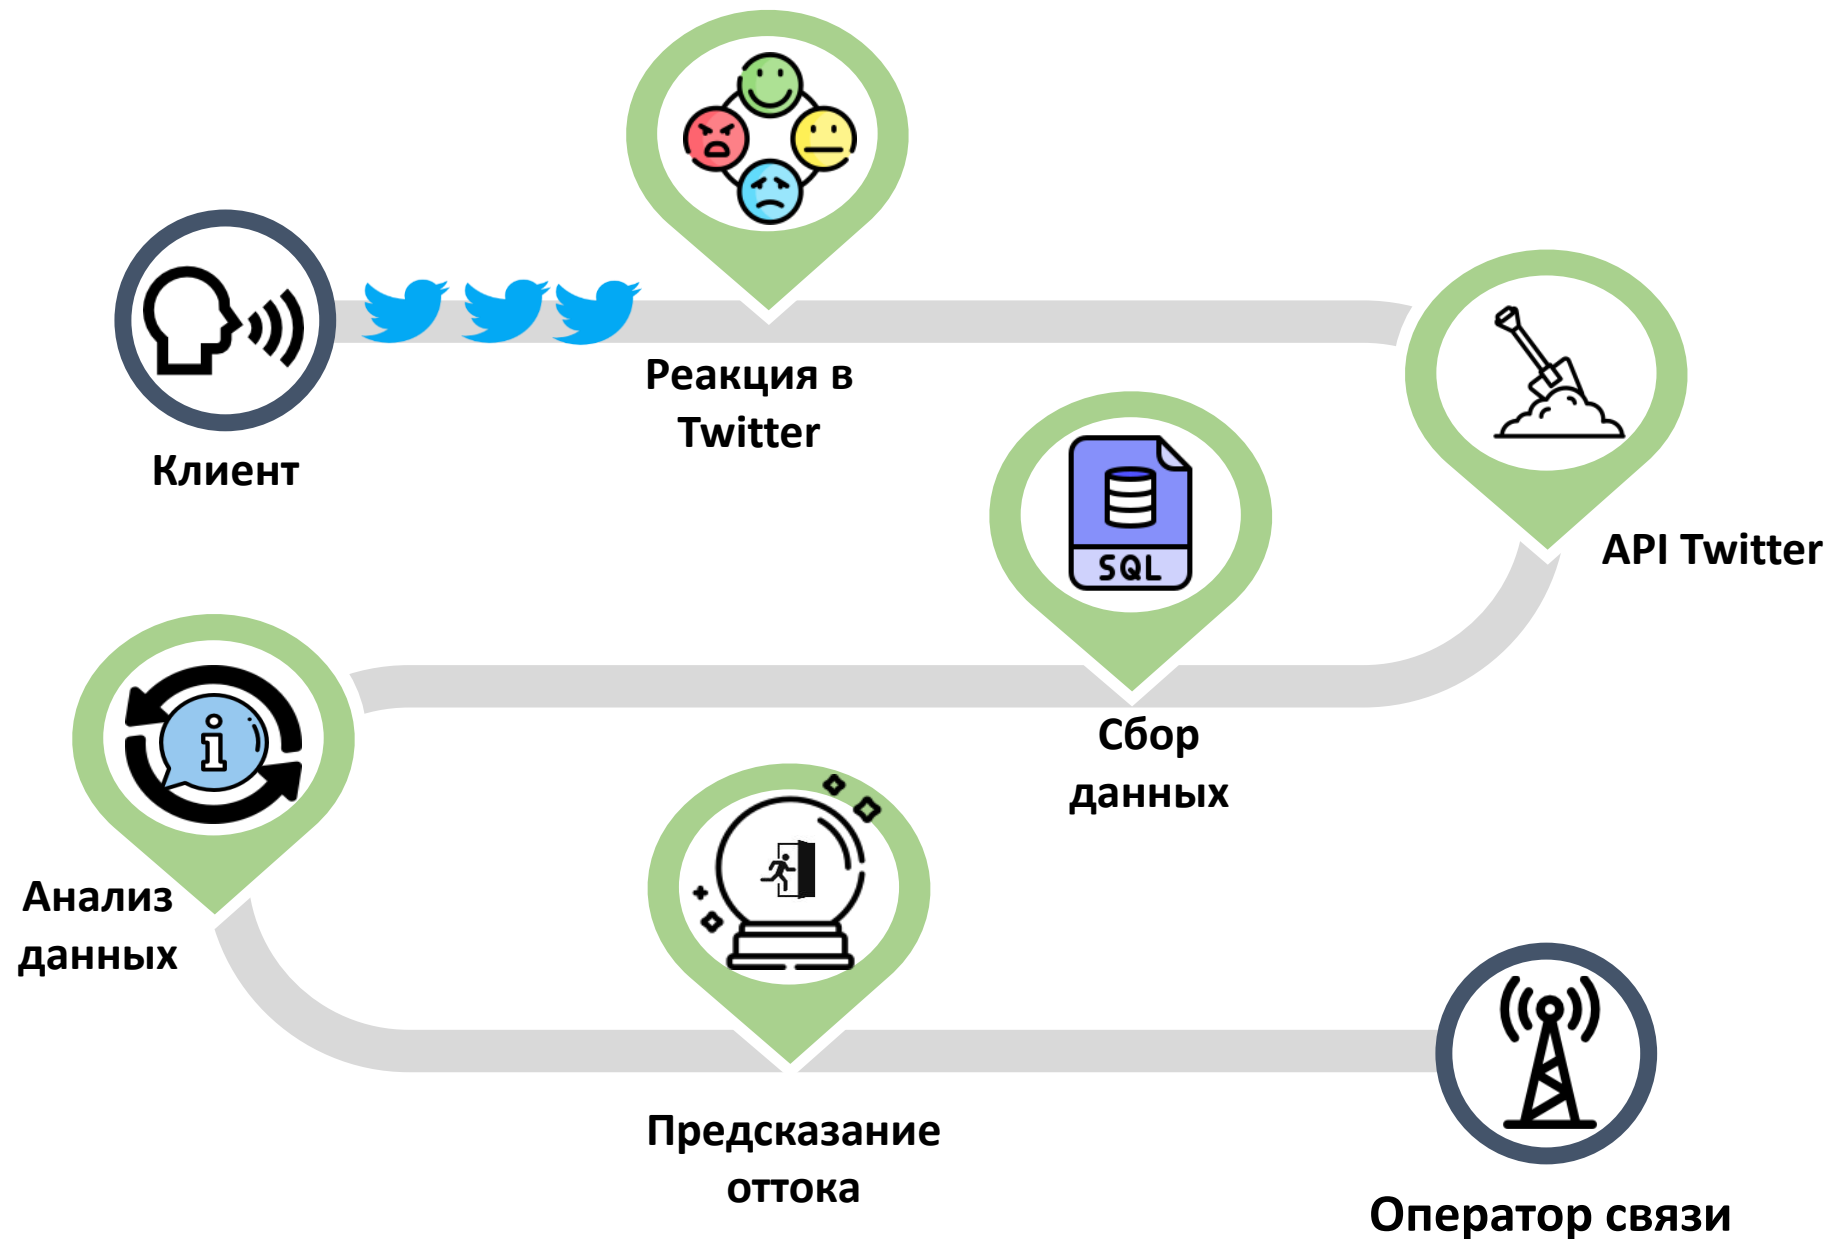 Клиент
Реакция в
Twitter
API Twitter
SQL
Сбор
данных
i
Анализ
данных
Предсказание
оттока
Оператор связи